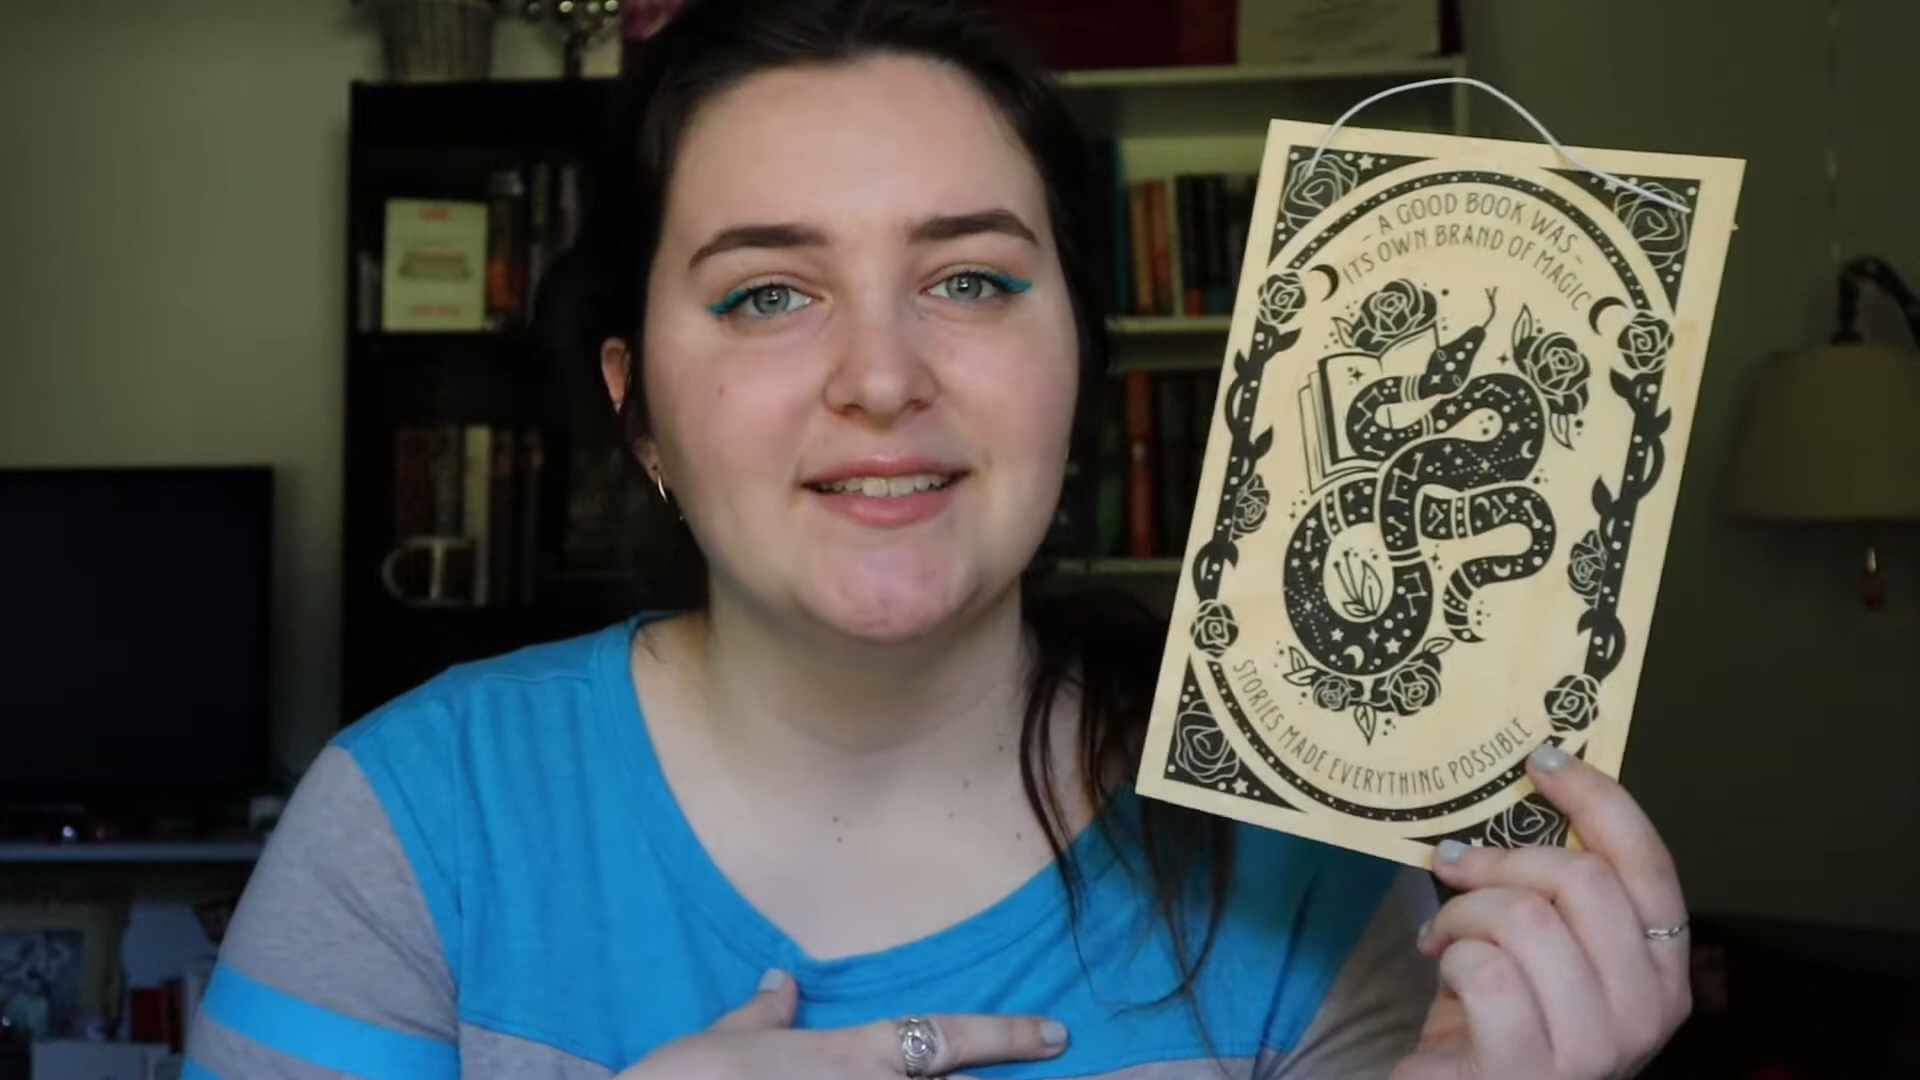 - A GOOD BOOK WAS -
ITS OWN BRAND OF MAGIC
STORIES MADE EVERYTHING POSSIBLE